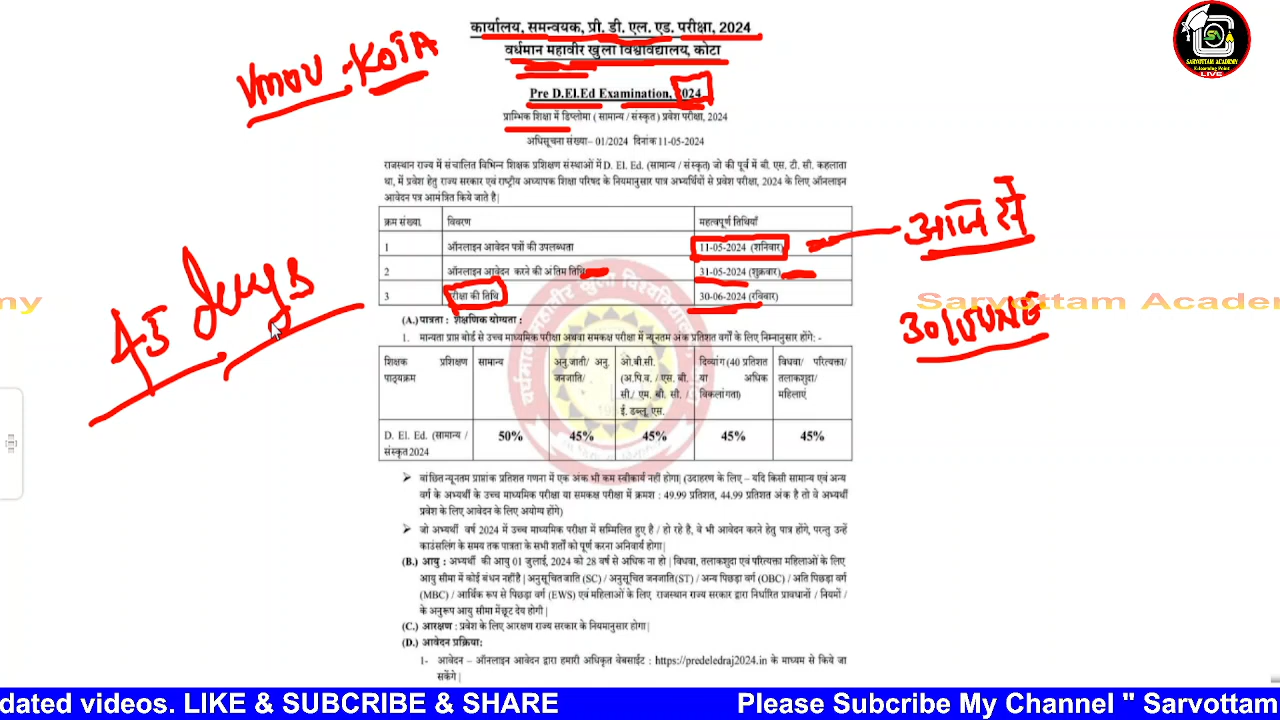 कार्यालय, समन्वयक, प्री. डी. एल. एड. परीक्षा, 2024
वर्धमान महावीर खुला विश्वविद्यालय, कोटा
VMOU - KOTA
Pre D.El.Ed Examination, 2024
प्राम्भिक शिक्षा में डिप्लोमा ( सामान्य / संस्कृत ) प्रवेश परीक्षा, 2024
अधिसूचना संख्या– 01/2024 दिनांक 11-05-2024
SARVOTTAM ACADEMY
E-learning Point
LIVE
राजस्थान राज्य में संचालित विभिन्न शिक्षक प्रशिक्षण संस्थाओं में D. El. Ed. (सामान्य / संस्कृत) जो की पूर्व में बी. एस. टी. सी. कहलाता
था, में प्रवेश हेतु राज्य सरकार एवं राष्ट्रीय अध्यापक शिक्षा परिषद के नियमानुसार पात्र अभ्यर्थियों से प्रवेश परीक्षा, 2024 के लिए ऑनलाइन
आवेदन पत्र आमंत्रित किये जाते है|
क्रम संख्या विवरण महत्वपूर्ण तिथियाँ
1 ऑनलाइन आवेदन पत्रों की उपलब्धता 11-05-2024 (शनिवार)
आज से
2 ऑनलाइन आवेदन करने की अंतिम तिथि 31-05-2024 (शुक्रवार)
3 परीक्षा की तिथि 30-06-2024 (रविवार)
45 days
30 JUNE
my
Sarvottam Academ
(A.) पात्रता : शैक्षणिक योग्यता :
1. मान्यता प्राप्त बोर्ड से उच्च माध्यमिक परीक्षा अथवा समकक्ष परीक्षा में न्यूनतम अंक प्रतिशत वर्गों के लिए निम्नानुसार होंगे: -
शिक्षक प्रशिक्षण पाठ्यक्रम सामान्य अनु.जाती/ अनु. जनजाति/ ओ.बी.सी. (अ.पि.व. / एस. बी. सी./ एम. बी. सी. / ई. डब्लू. एस. दिव्यांग (40 प्रतिशत या अधिक विकलांगता) विधवा/ परित्यक्ता/ तलाकशुदा/ महिलाएं
D. El. Ed. (सामान्य / संस्कृत 2024 50% 45% 45% 45% 45%
➢ वांछित न्यूनतम प्राप्तांक प्रतिशत गणना में एक अंक भी कम स्वीकार्य नहीं होगा| (उदाहरण के लिए – यदि किसी सामान्य एवं अन्य
वर्ग के अभ्यर्थी के उच्च माध्यमिक परीक्षा या समकक्ष परीक्षा में क्रमश : 49.99 प्रतिशत, 44.99 प्रतिशत अंक है तो वे अभ्यर्थी
प्रवेश के लिए आवेदन के लिए अयोग्य होंगे)
➢ जो अभ्यर्थी वर्ष 2024 में उच्च माध्यमिक परीक्षा में सम्मिलित हुए है / हो रहे है, वे भी आवेदन करने हेतु पात्र होंगे, परन्तु उन्हें
काउंसलिंग के समय तक पात्रता के सभी शर्तों को पूर्ण करना अनिवार्य होगा|
(B.) आयु : अभ्यर्थी की आयु 01 जुलाई, 2024 को 28 वर्ष से अधिक ना हो | विधवा, तलाकशुदा एवं परित्यक्ता महिलाओं के लिए
आयु सीमा में कोई बंधन नहीं है | अनुसूचित जाति (SC) / अनुसूचित जनजाति(ST) / अन्य पिछड़ा वर्ग (OBC) / अति पिछड़ा वर्ग
(MBC) / आर्थिक रूप से पिछड़ा वर्ग (EWS) एवं महिलाओं के लिए राजस्थान राज्य सरकार द्वारा निर्धारित प्रावधानों / नियमों /
के अनुरूप आयु सीमा में छूट देय होगी |
(C.) आरक्षण : प्रवेश के लिए आरक्षण राज्य सरकार के नियमानुसार होगा|
(D.) आवेदन प्रक्रिया:
1- आवेदन – ऑनलाइन आवेदन द्वारा हमारी अधिकृत वेबसाईट : https://predeledraj2024.in के माध्यम से किये जा
सकेंगे |
dated videos. LIKE & SUBCRIBE & SHARE Please Subcribe My Channel " Sarvottam